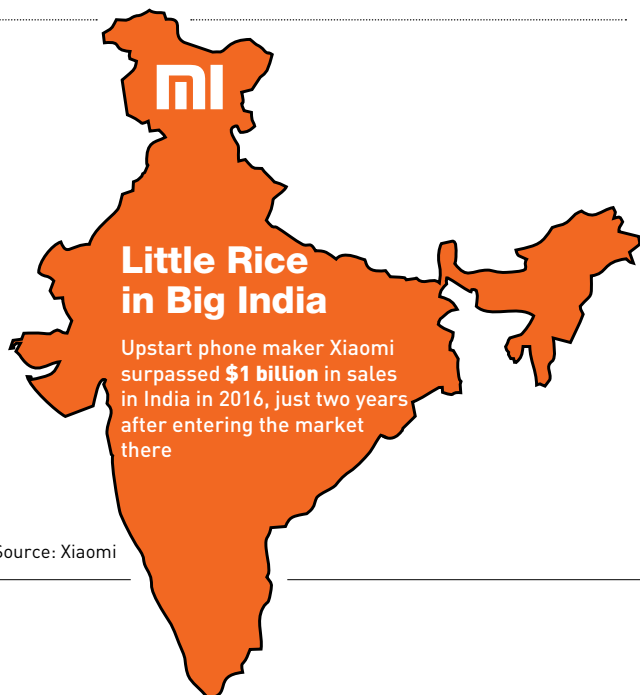 mi
Little Rice
in Big India
Upstart phone maker Xiaomi
surpassed $1 billion in sales
in India in 2016, just two years
after entering the market
there
Source: Xiaomi